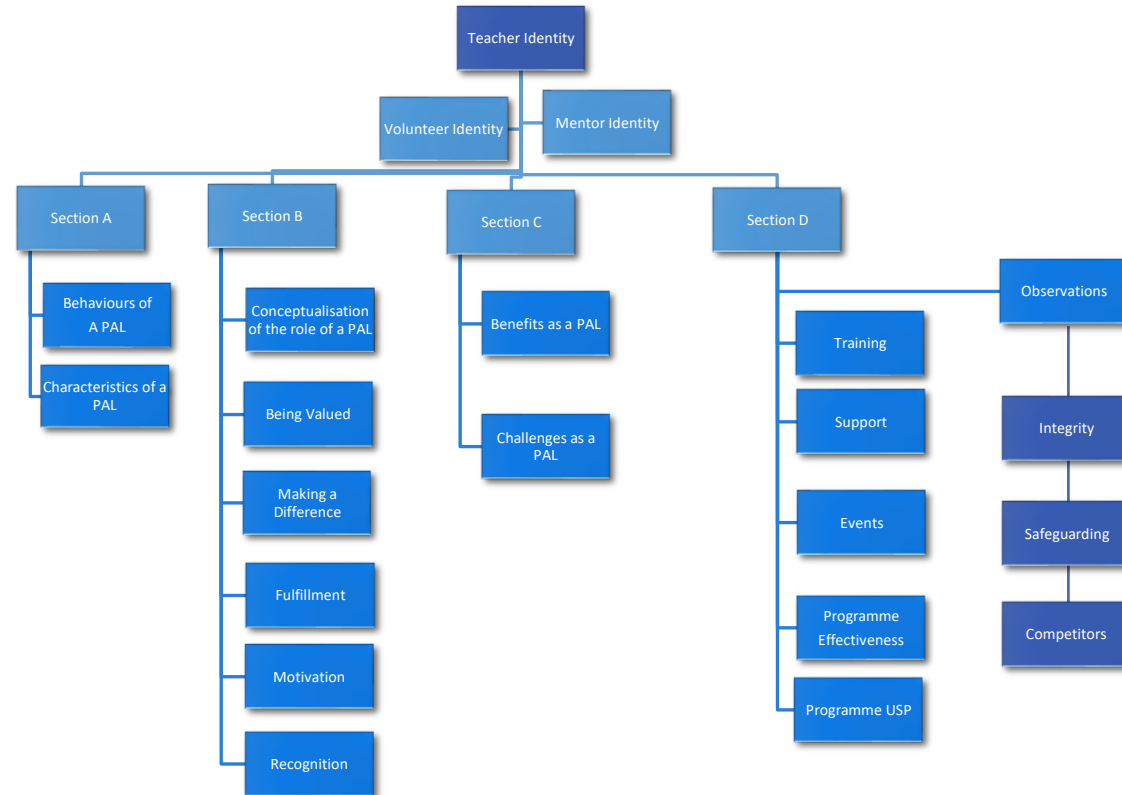 Teacher Identity
Volunteer Identity
Mentor Identity
Section A
Section B
Section C
Section D
Behaviours of
A PAL
Characteristics of a
PAL
Conceptualisation
of the role of a PAL
Being Valued
Making a
Difference
Fulfillment
Motivation
Recognition
Benefits as a PAL
Challenges as a
PAL
Training
Support
Events
Programme
Effectiveness
Programme USP
Observations
Integrity
Safeguarding
Competitors